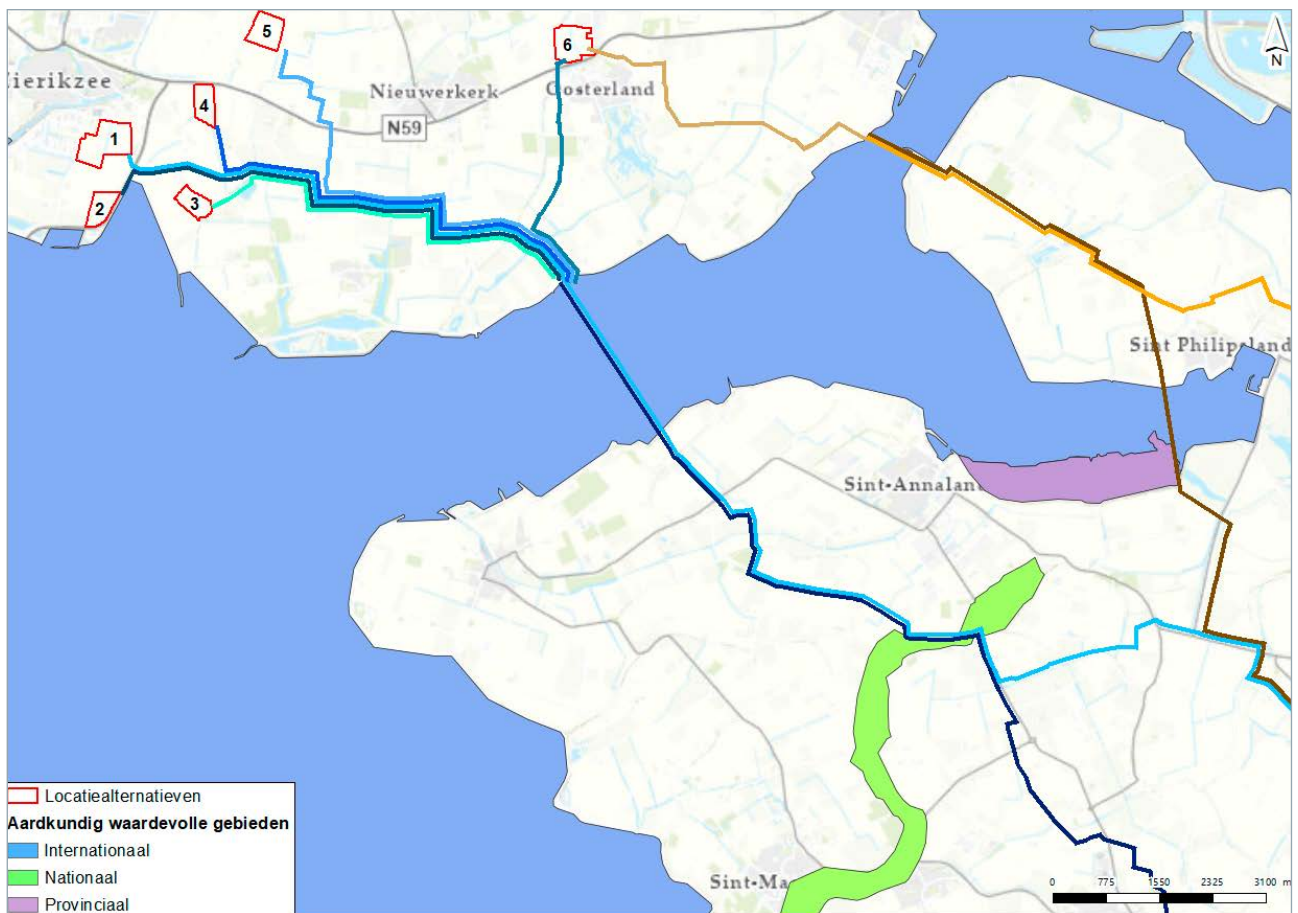 5
6
N
ierikzee
4
Nieuwerkerk
Oosterland
N59
1
2
3
Sint Philipsland
Sint-Annaland
Sint-Ma
Locatiealternatieven
Aardkundig waardevolle gebieden
Internationaal
Nationaal
Provinciaal
0 775 1550 2325 3100 m